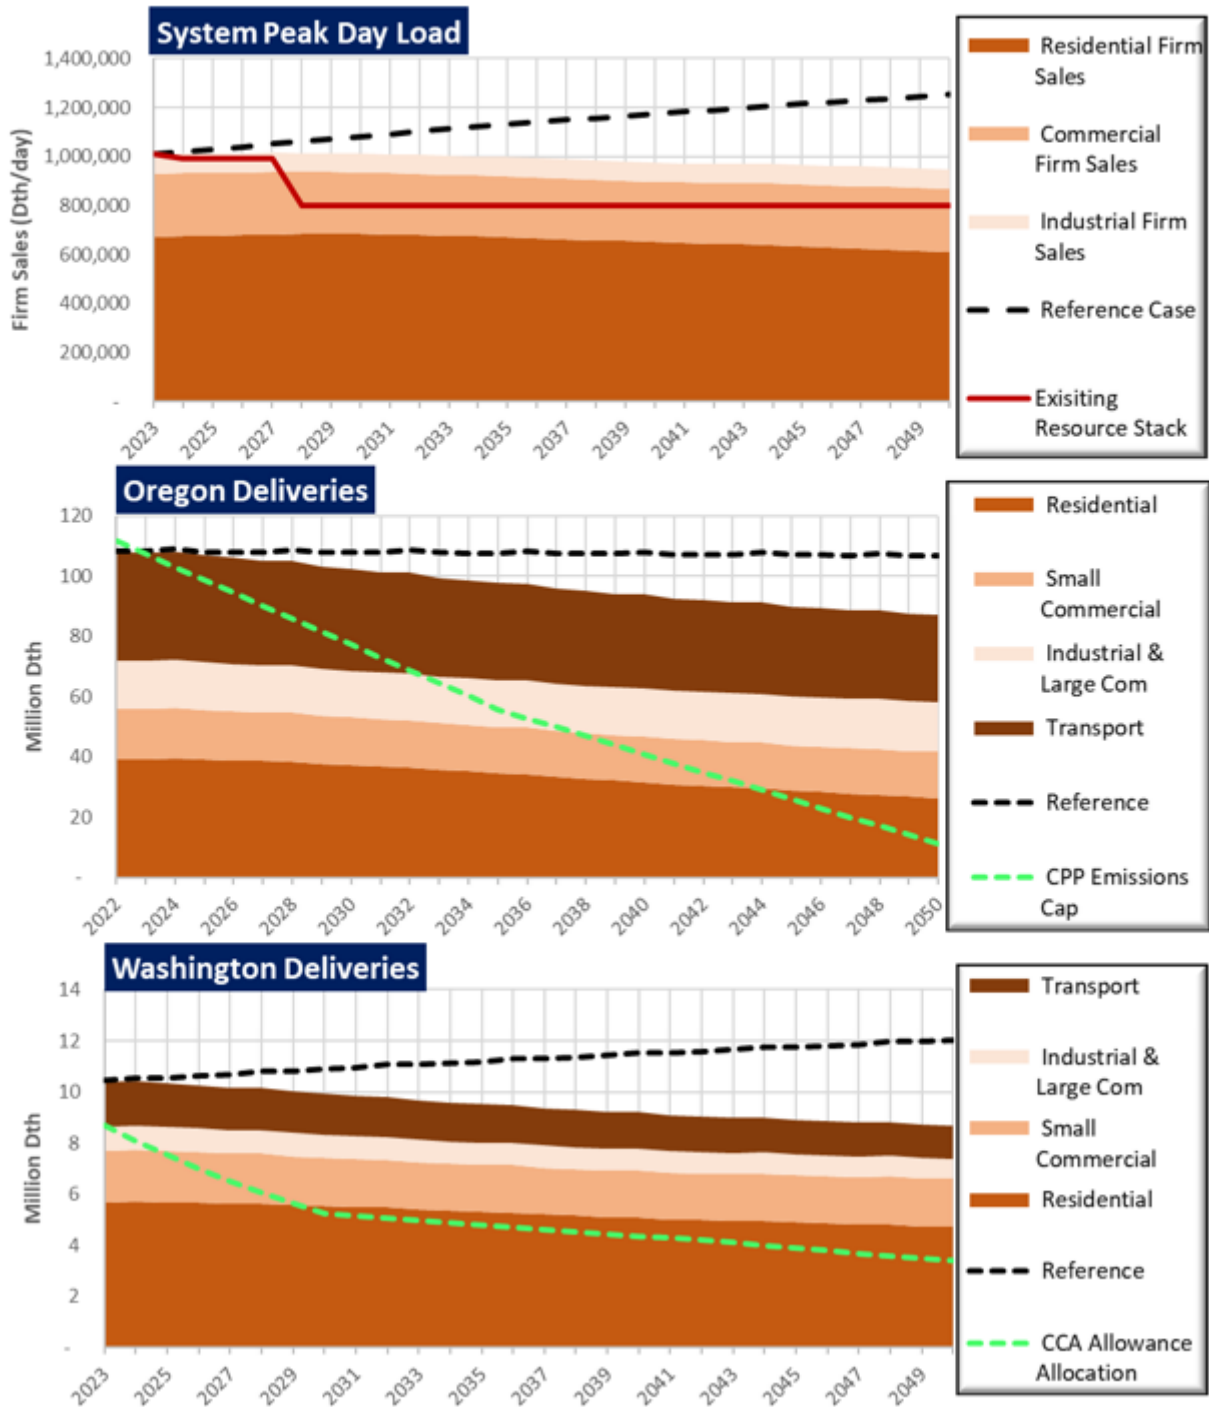 System Peak Day Load
Firm Sales (Dth/day)
1,400,000
1,200,000
1,000,000
800,000
600,000
400,000
200,000
-
2023
2025
2027
2029
2031
2033
2035
2037
2039
2041
2043
2045
2047
2049
Residential Firm
Sales
Commercial
Firm Sales
Industrial Firm
Sales
Reference Case
Exisiting
Resource Stack
Oregon Deliveries
Million Dth
120
100
80
60
40
20
-
2022
2024
2026
2028
2030
2032
2034
2036
2038
2040
2042
2044
2046
2048
2050
Residential
Small
Commercial
Industrial &
Large Com
Transport
Reference
CPP Emissions
Cap
Washington Deliveries
Million Dth
14
12
10
8
6
4
2
-
2023
2025
2027
2029
2031
2033
2035
2037
2039
2041
2043
2045
2047
2049
Transport
Industrial &
Large Com
Small
Commercial
Residential
Reference
CCA Allowance
Allocation